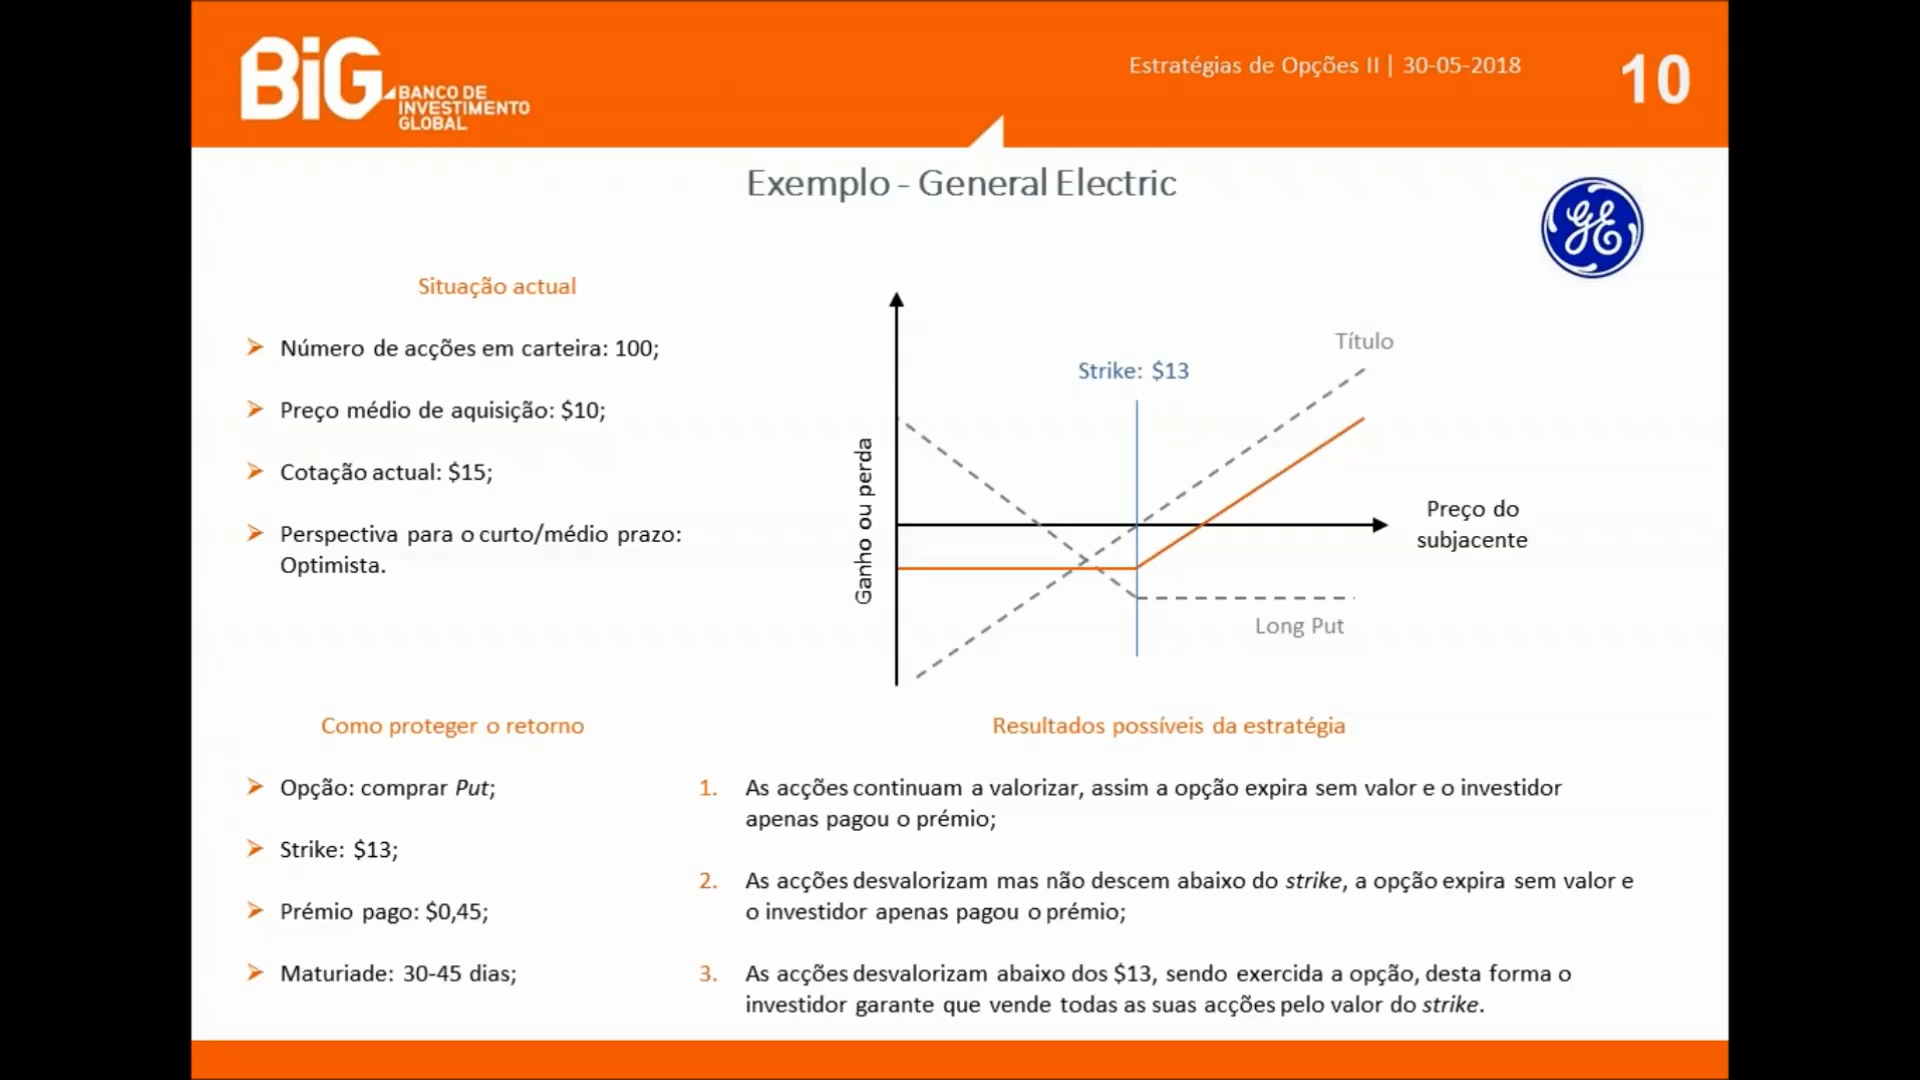 BiG
BANCO DE
INVESTIMENTO
GLOBAL
Estratégias de Opções II | 30-05-2018
10
Exemplo - General Electric
GE
Situação actual
Número de acções em carteira: 100;
Preço médio de aquisição: $10;
Cotação actual: $15;
Perspectiva para o curto/médio prazo:
Optimista.
Título
Strike: $13
Ganho ou perda
Preço do
subjacente
Long Put
Como proteger o retorno
Opção: comprar Put;
Strike: $13;
Prémio pago: $0,45;
Maturiade: 30-45 dias;
Resultados possíveis da estratégia
1. As acções continuam a valorizar, assim a opção expira sem valor e o investidor
apenas pagou o prémio;
2. As acções desvalorizam mas não descem abaixo do strike, a opção expira sem valor e
o investidor apenas pagou o prémio;
3. As acções desvalorizam abaixo dos $13, sendo exercida a opção, desta forma o
investidor garante que vende todas as suas acções pelo valor do strike.